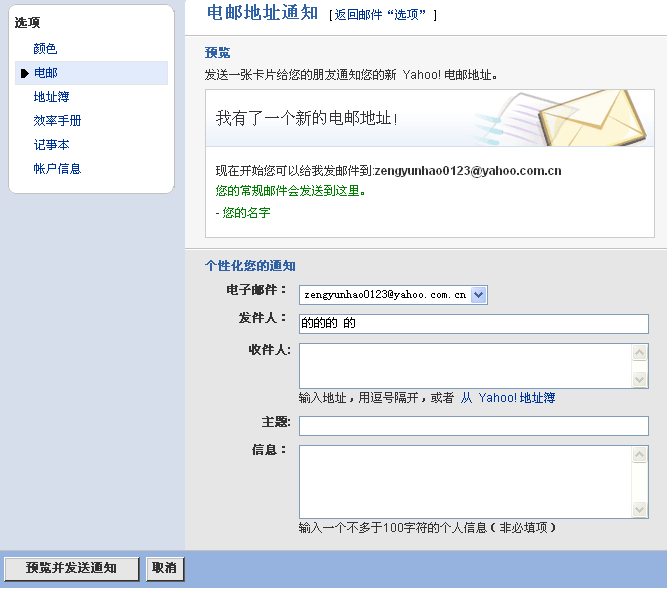 选项
颜色
电邮
地址簿
效率手册
记事本
帐户信息
电邮地址通知 [返回邮件“选项” ]
预览
发送一张卡片给您的朋友通知您的新 Yahoo! 电邮地址。
我有了一个新的电邮地址!
现在开始您可以给我发邮件到:zengyunhao0123@yahoo.com.cn
您的常规邮件会发送到这里。
- 您的名字
个性化您的通知
电子邮件： zengyunhao0123@yahoo.com.cn
发件人： 的的的 的
收件人:
输入地址，用逗号隔开，或者 从 Yahoo! 地址簿
主题:
信息：
输入一个不多于100字符的个人信息（非必填项）
预览并发送通知 取消